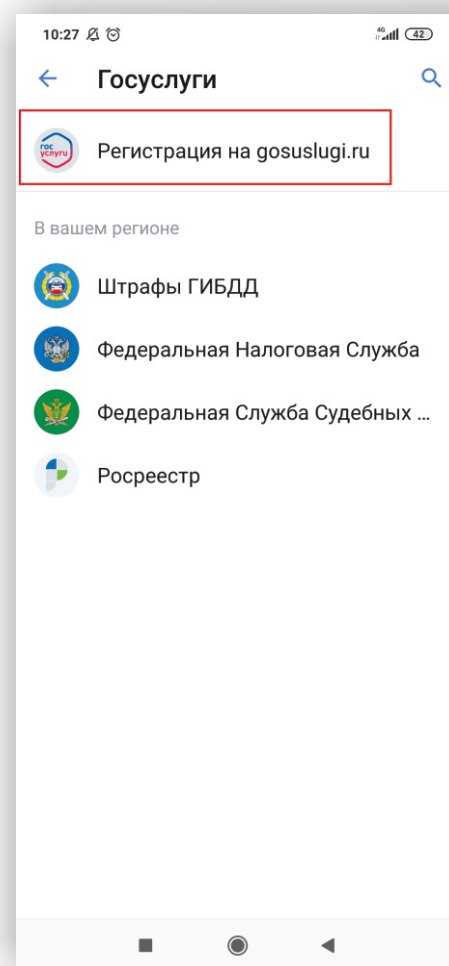 10:27
4G
42
Госуслуги
гос
услуги
Регистрация на gosuslugi.ru
В вашем регионе
Штрафы ГИБДД
Федеральная Налоговая Служба
Федеральная Служба Судебных ...
Росреестр